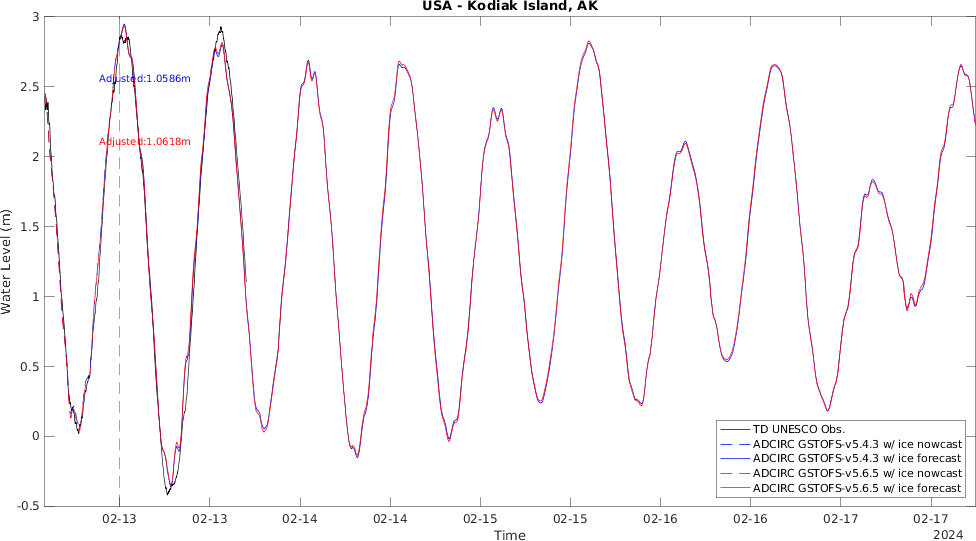 USA - Kodiak Island, AK
3
2.5
2
1.5
1
0.5
0
-0.5
Water Level (m)
Adjusted:1.0586m
Adjusted:1.0618m
TD UNESCO Obs.
ADCIRC GSTOFS-v5.4.3 w/ ice nowcast
ADCIRC GSTOFS-v5.4.3 w/ ice forecast
ADCIRC GSTOFS-v5.6.5 w/ ice nowcast
ADCIRC GSTOFS-v5.6.5 w/ ice forecast
02-13 02-13 02-14 02-14 02-15 02-15 02-16 02-16 02-17 02-17
2024
Time